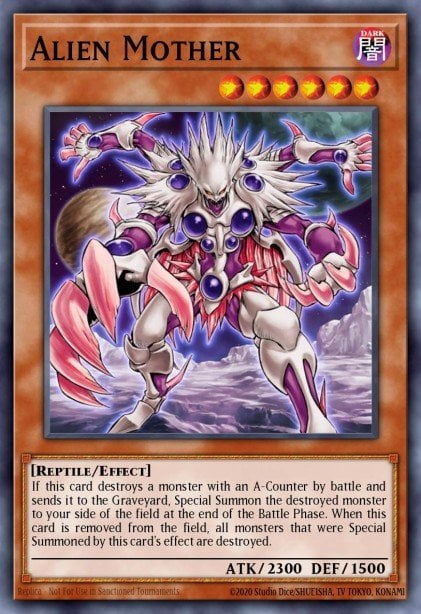 ALIEN MOTHER
DARK
闇
[REPTILE/EFFECT]
If this card destroys a monster with an A-Counter by battle and
sends it to the Graveyard, Special Summon the destroyed monster
to your side of the field at the end of the Battle Phase. When
this card is removed from the field, all monsters that were Special
Summoned by this card's effect are destroyed.
ATK/2300 DEF/1500
Replica - Not For Use in Sanctioned Tournaments
©2020 Studio Dice/SHUEISHA, TV TOKYO, KONAMI